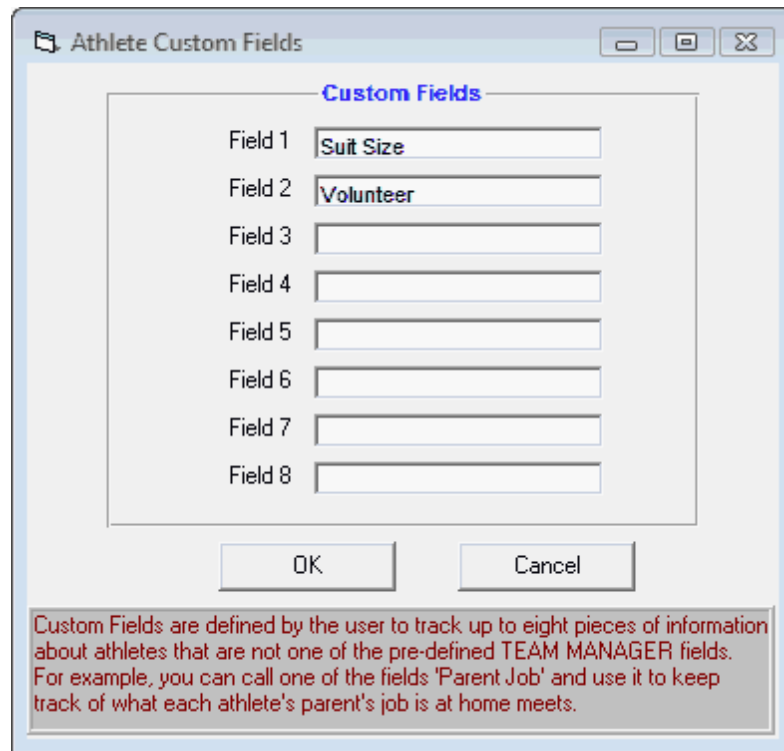 Athlete Custom Fields
Custom Fields
Field 1 Suit Size
Field 2 Volunteer
Field 3
Field 4
Field 5
Field 6
Field 7
Field 8
OK Cancel
Custom Fields are defined by the user to track up to eight pieces of information
about athletes that are not one of the pre-defined TEAM MANAGER fields.
For example, you can call one of the fields 'Parent Job' and use it to keep
track of what each athlete's parent's job is at home meets.